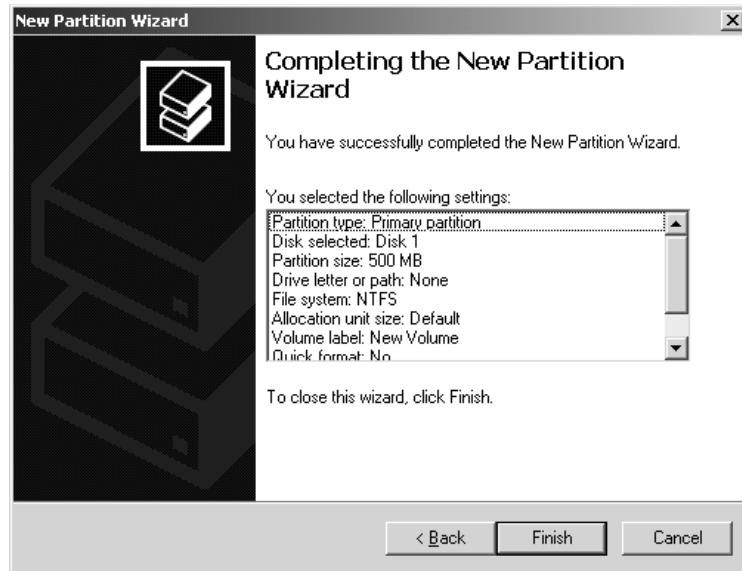 New Partition Wizard
Completing the New Partition
Wizard
You have successfully completed the New Partition Wizard.
You selected the following settings:
Partition type: Primary partition
Disk selected: Disk 1
Partition size: 500 MB
Drive letter or path: None
File system: NTFS
Allocation unit size: Default
Volume label: New Volume
Quick format: No
To close this wizard, click Finish.
< Back
Finish
Cancel